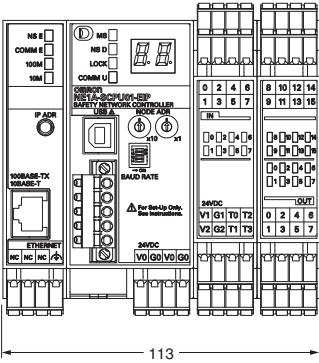 NS E
COMM E
100M
10M
IP ADR
100BASE-TX
10BASE-T
ETHERNET
NC NC NC
D
MS
NS D
LOCK
COMM U
OMRON
NE1A-SCPU01-EIP
SAFETY NETWORK CONTROLLER
USB
NODE ADR
x10 x1
ON
BAUD RATE
For Set-Up Only.
See Instructions.
24VDC
V0 G0 V0 G0
0 2 4 6
1 3 5 7
IN
0 2 4 6
1 3 5 7
24VDC
V1 G1 T0 T2
V2 G2 T1 T3
8 10 12 14
9 11 13 15
8 10 12 14
9 11 13 15
0 2 4 6
1 3 5 7
OUT
0 2 4 6
1 3 5 7
113